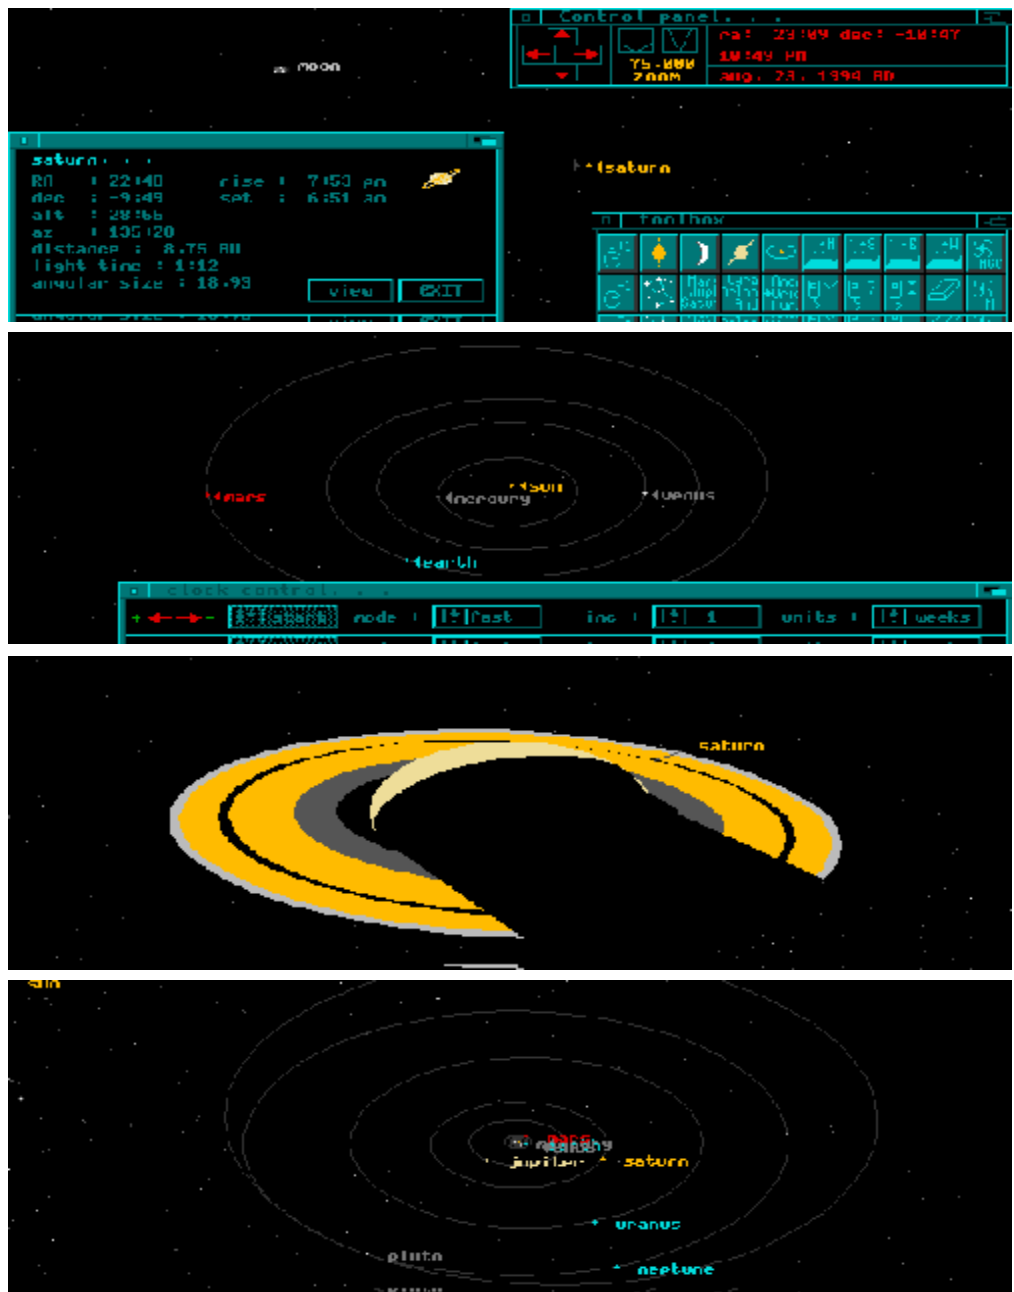 Control panel. . .
ra: 23:09 dec: -10:47
10:49 PM
75.000
ZOOM
aug. 23, 1994 AD
moon
saturn. . .
RA : 22:40 rise : 7:53 pm
dec : -9:49 set : 6:51 am
alt : 28:55
az : 135:20
distance : 8.75 AU
light time : 1:12
angular size : 18.93
view EXIT
saturn
toolbox
NGC
sun
mercury
venus
mars
earth
clock control. . .
mode : fast inc : 1 units : weeks
saturn
sun
mars
jupiter
saturn
uranus
pluto
neptune